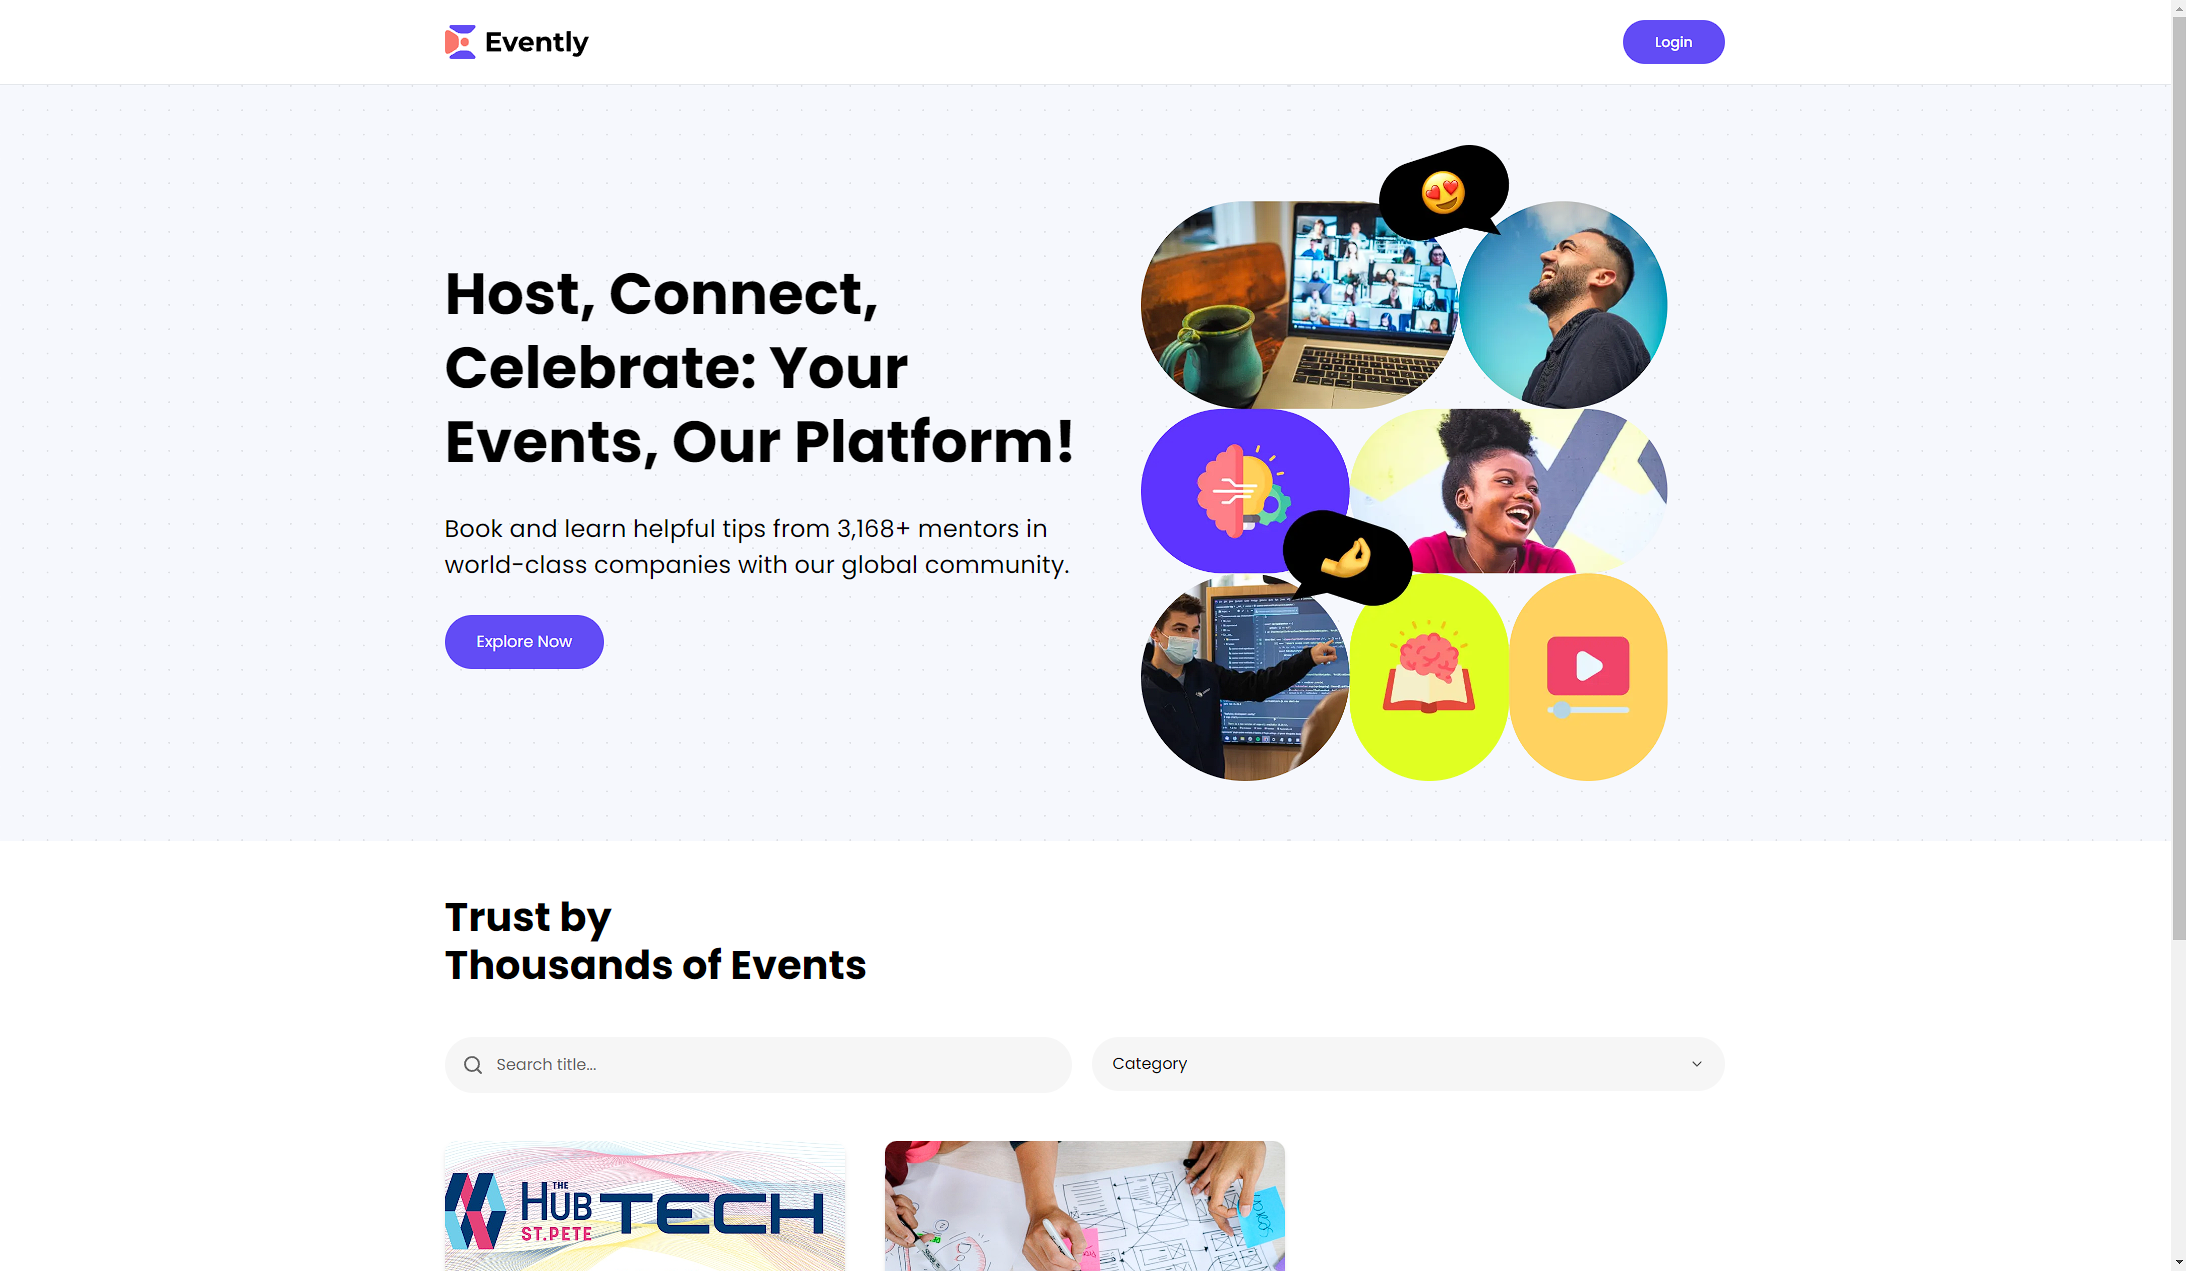 Evently
Login
Host, Connect,
Celebrate: Your
Events, Our Platform!
Book and learn helpful tips from 3,168+ mentors in
world-class companies with our global community.
Explore Now
Trust by
Thousands of Events
Search title...
Category
THE
HUB TECH
ST.PETE